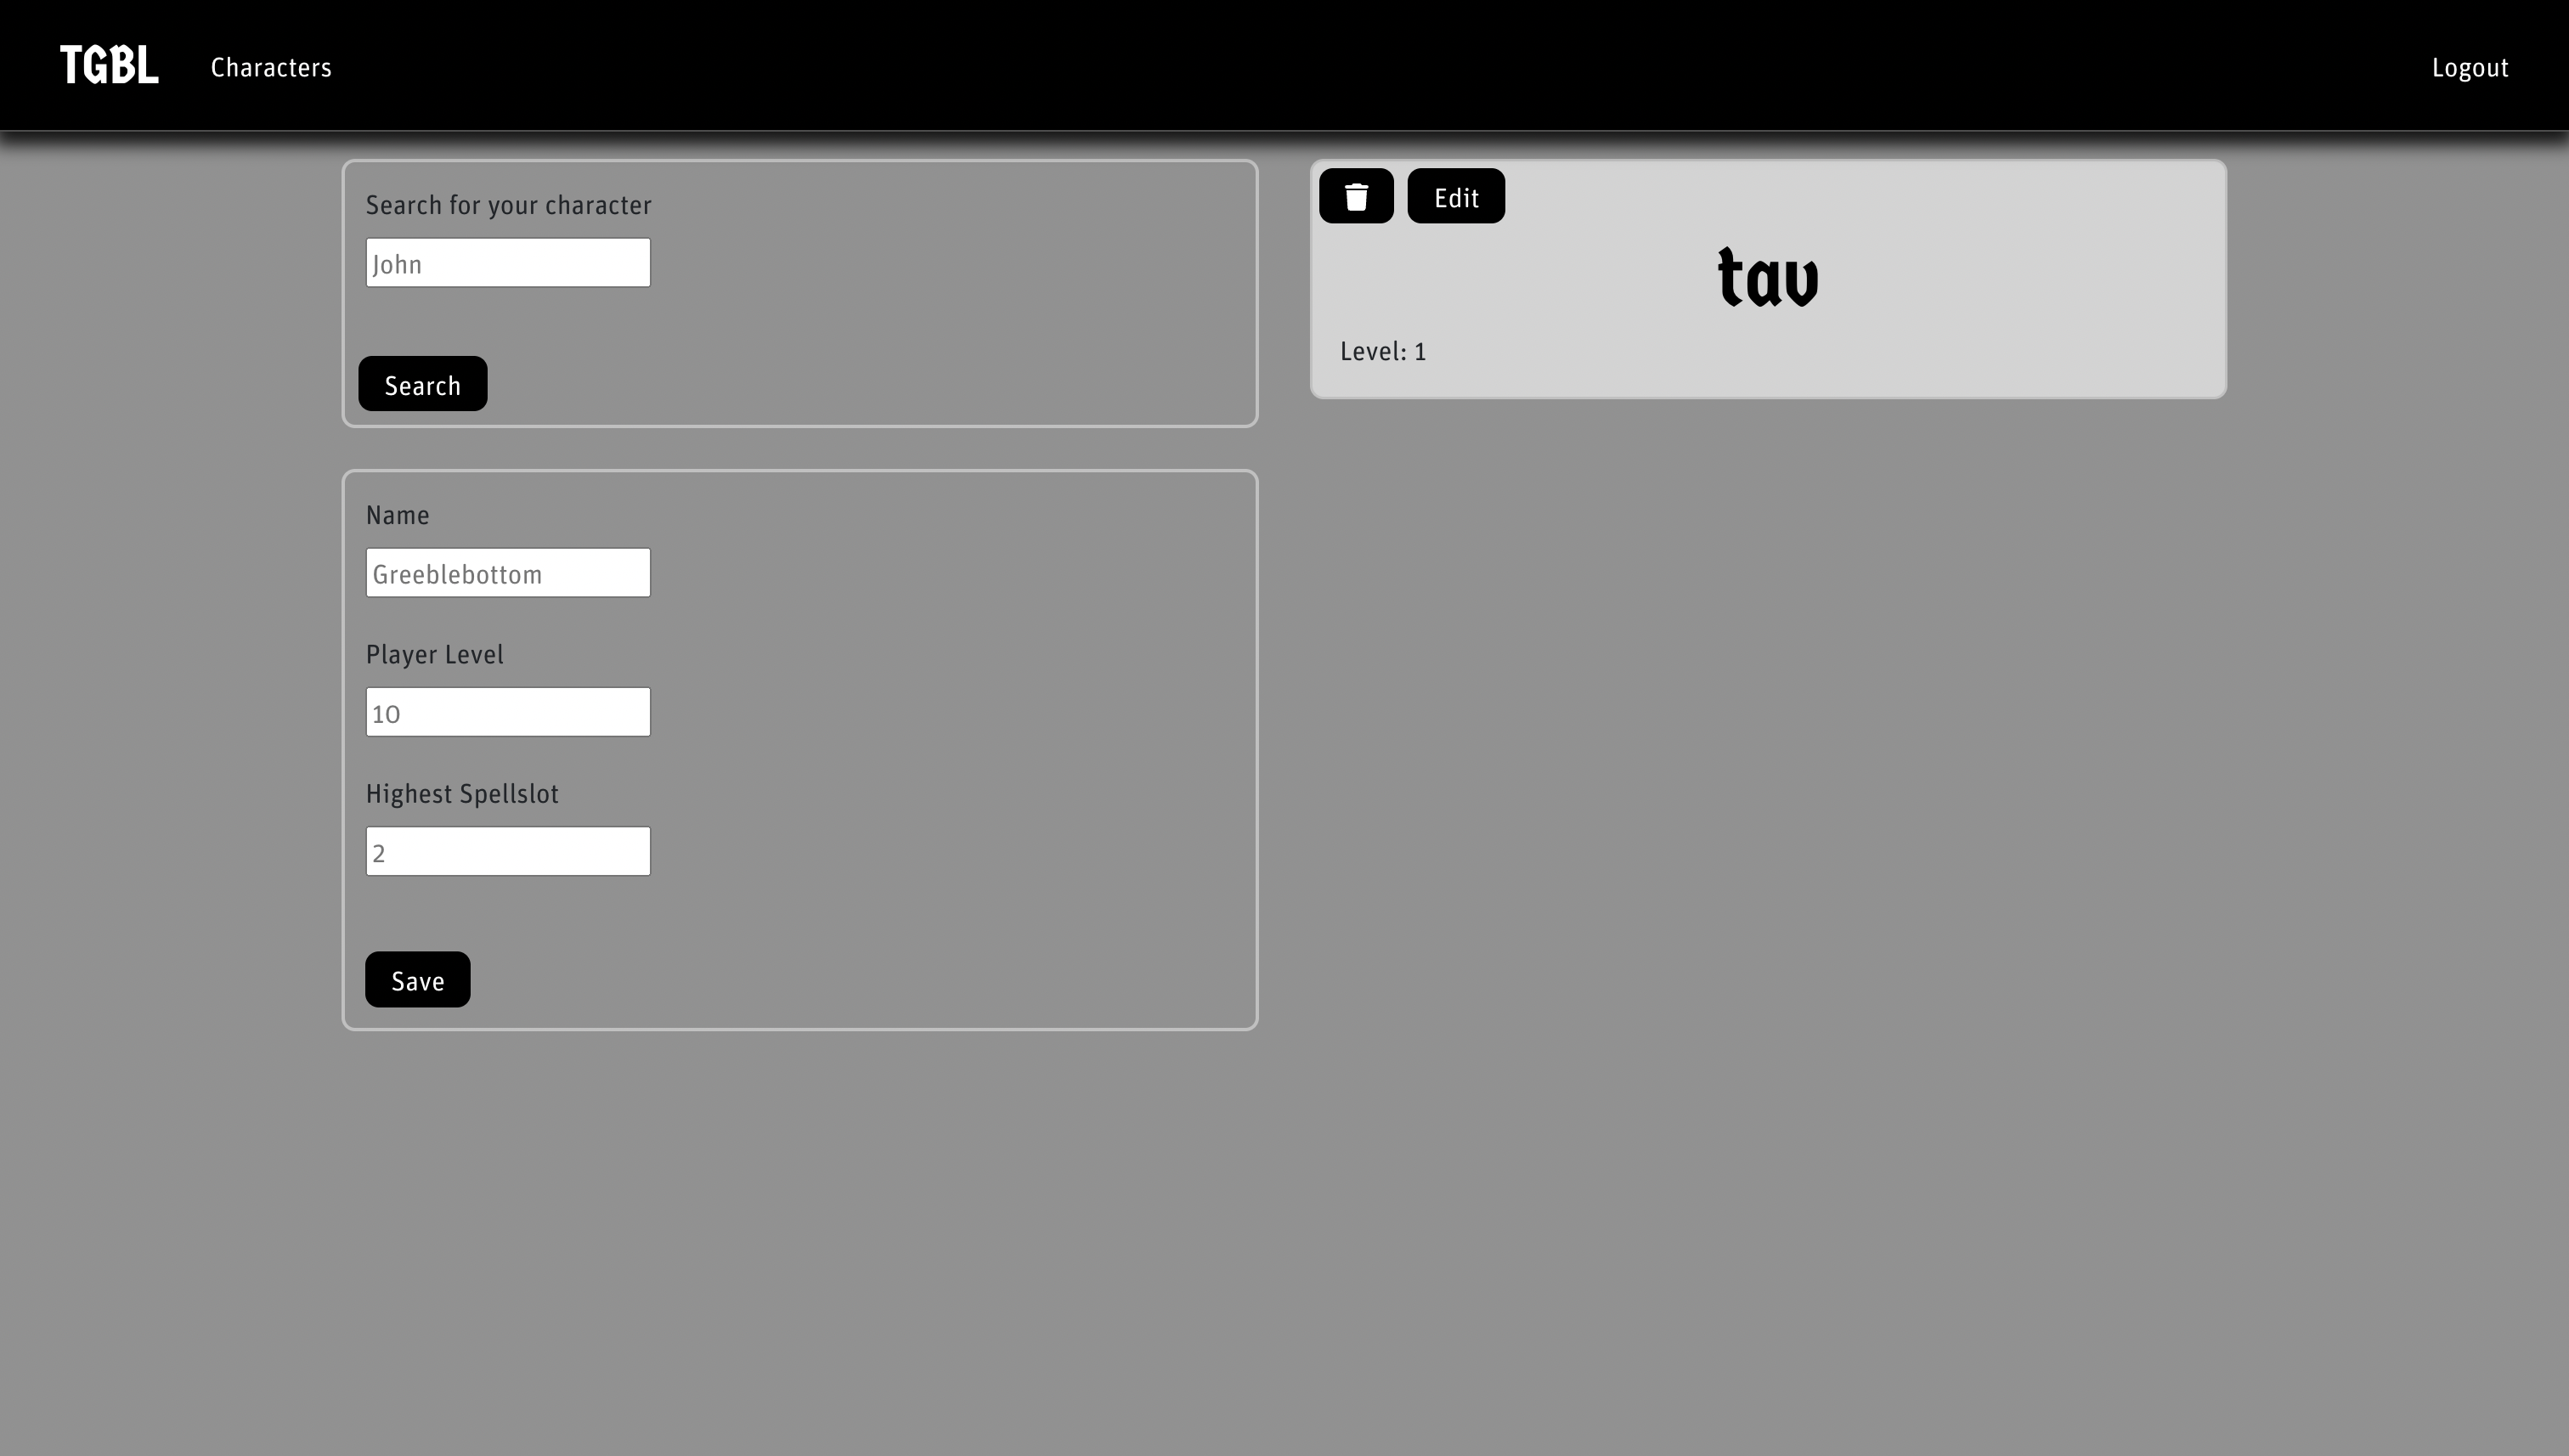 TGBL
Characters
Logout
Search for your character
John
Search
Name
Greeblebottom
Player Level
10
Highest Spellslot
2
Save
Edit
tav
Level: 1